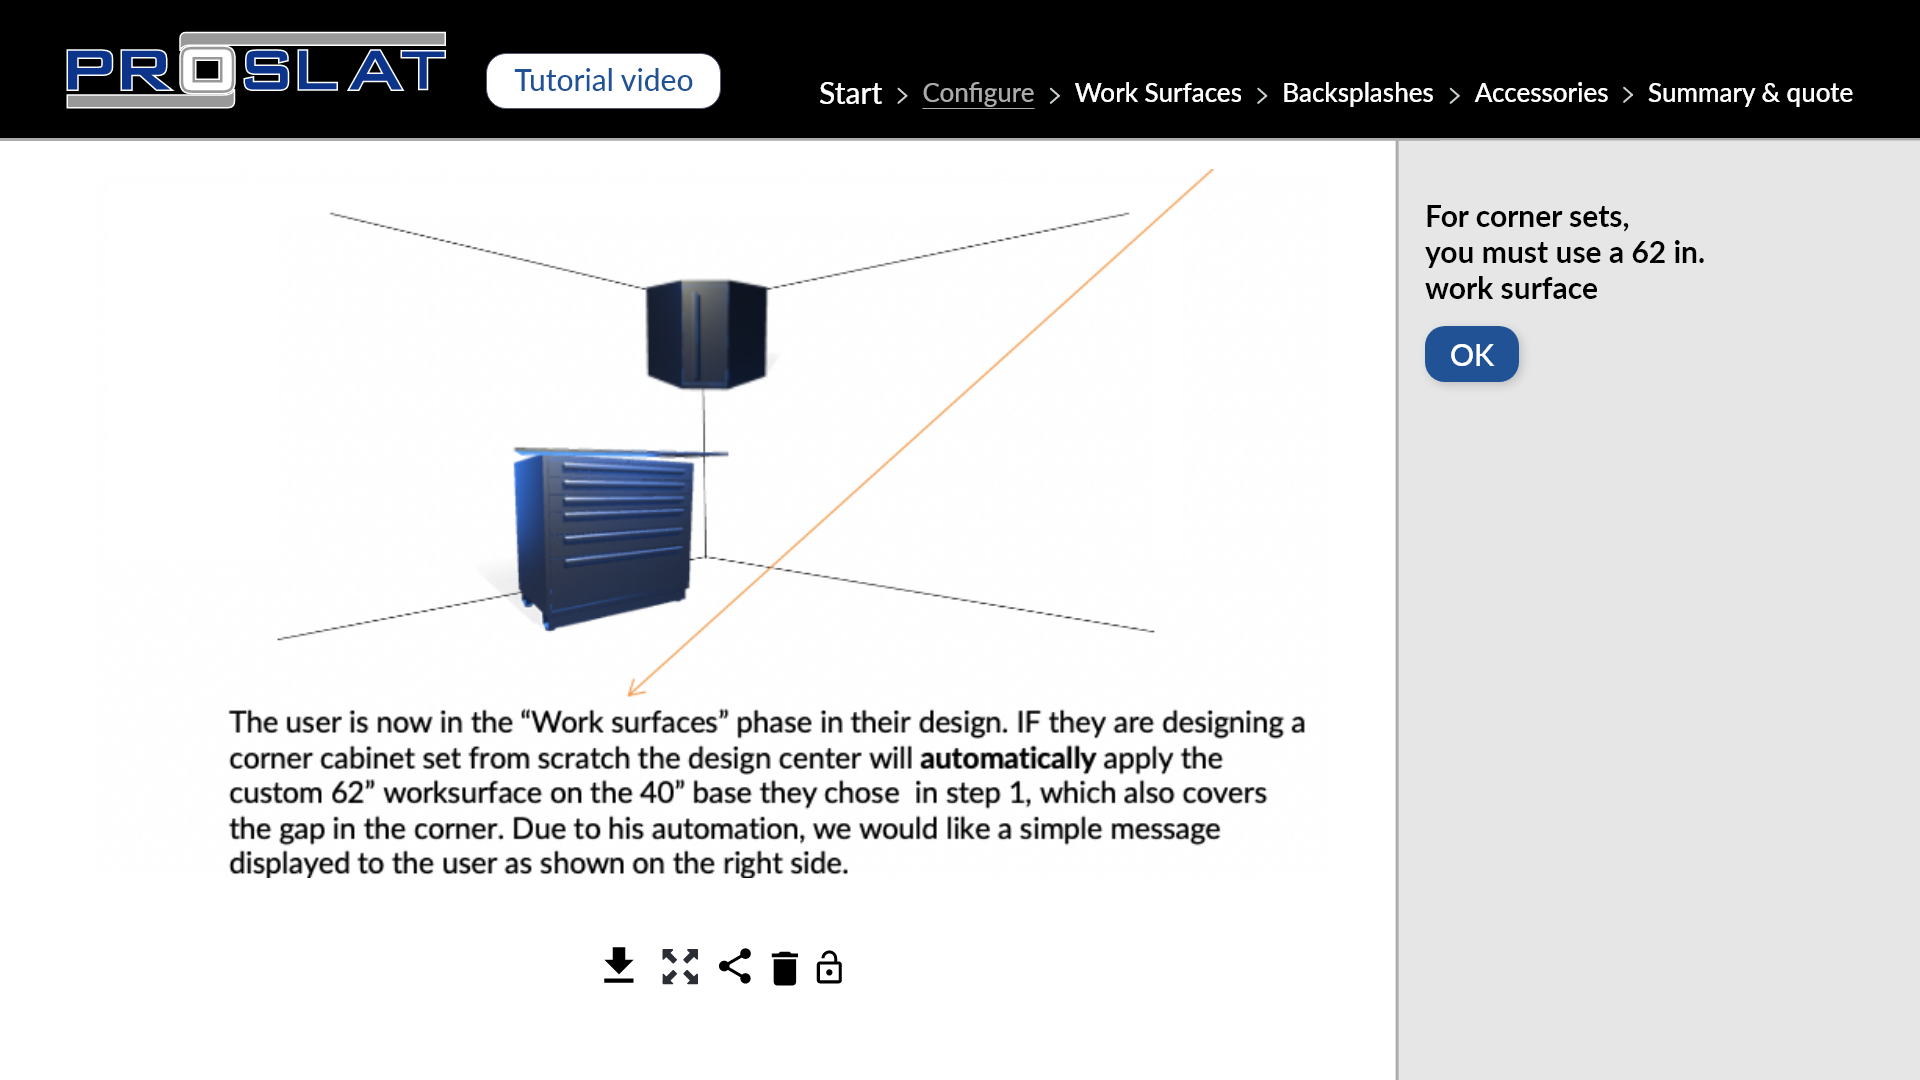 PROSLAT
Tutorial video
Start > Configure > Work Surfaces > Backsplashes > Accessories > Summary & quote
For corner sets,
you must use a 62 in.
work surface
OK
The user is now in the “Work surfaces” phase in their design. IF they are designing a
corner cabinet set from scratch the design center will automatically apply the
custom 62” worksurface on the 40” base they chose  in step 1, which also covers
the gap in the corner. Due to his automation, we would like a simple message
displayed to the user as shown on the right side.